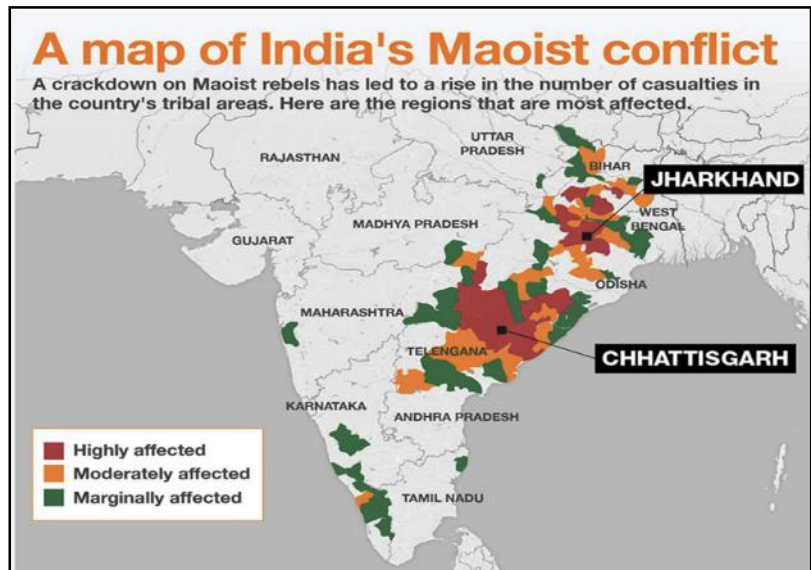 A map of India's Maoist conflict
A crackdown on Maoist rebels has led to a rise in the number of casualties in
the country's tribal areas. Here are the regions that are most affected.
UTTAR
PRADESH
RAJASTHAN
BIHAR
JHARKHAND
WEST
BENGAL
MADHYA PRADESH
GUJARAT
ODISHA
MAHARASHTRA
TELENGANA
CHHATTISGARH
KARNATAKA
ANDHRA PRADESH
Highly affected
Moderately affected
Marginally affected
TAMIL NADU